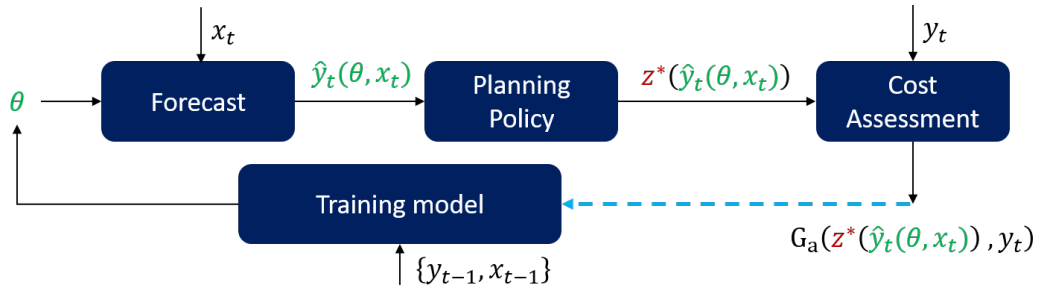 x_t
y_t
θ
Forecast
ŷ_t(θ, x_t)
Planning
Policy
z*(ŷ_t(θ, x_t))
Cost
Assessment
Training model
G_a(z*(ŷ_t(θ, x_t)) , y_t)
{y_{t−1}, x_{t−1}}